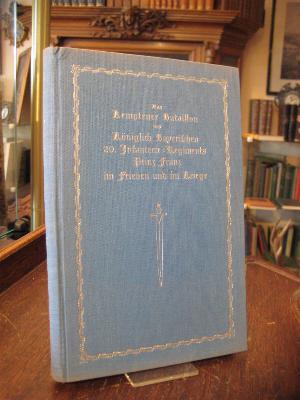 Das
Kemptener Bataillon
des
Königlich Bayerischen
20. Infanterie-Regiments
Prinz Franz
im Frieden und im Kriege